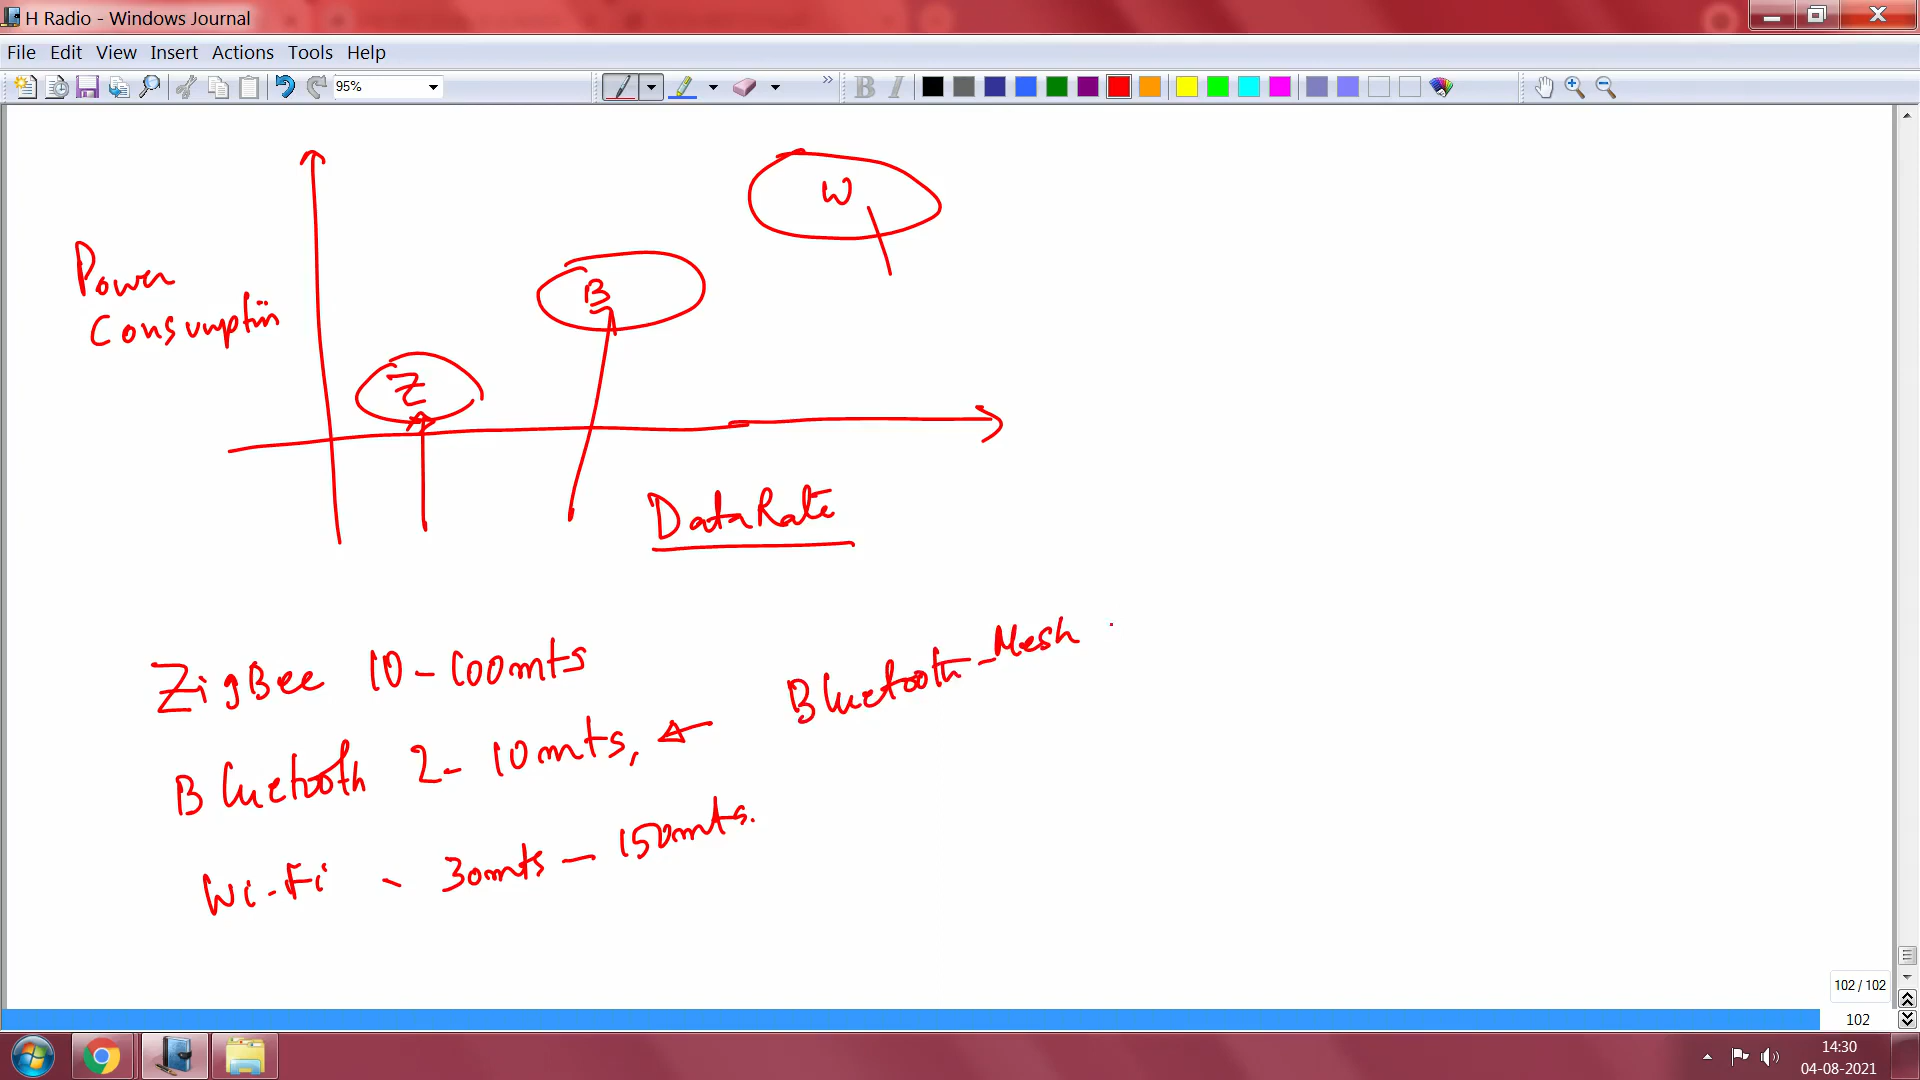 H Radio - Windows Journal
File Edit View Insert Actions Tools Help
95%
W
Power
Consumption
B
Z
DataRate
ZigBee 10-100mts
Bluetooth-Mesh
Bluetooth 2-10mts,
Wi-Fi - 30mts - 150mts.
102 / 102
102
14:30
04-08-2021